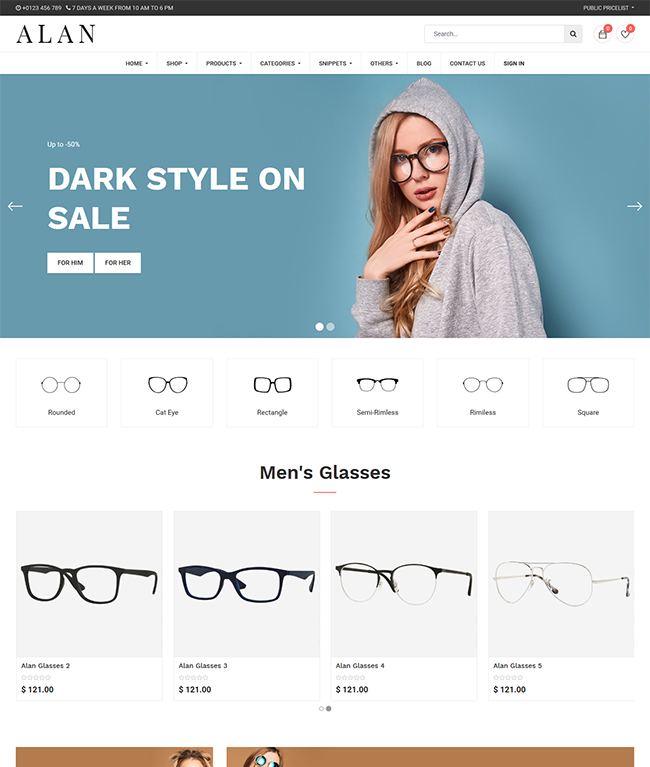 +0123 456 789 7 DAYS A WEEK FROM 10 AM TO 6 PM PUBLIC PRICELIST
ALAN
Search...
0 0
HOME SHOP PRODUCTS CATEGORIES SNIPPETS OTHERS BLOG CONTACT US SIGN IN
Up to -50%
DARK STYLE ON
SALE
FOR HIM FOR HER
Rounded Cat Eye Rectangle Semi-Rimless Rimiless Square
Men's Glasses
Alan Glasses 2 Alan Glasses 3 Alan Glasses 4 Alan Glasses 5
$ 121.00 $ 121.00 $ 121.00 $ 121.00